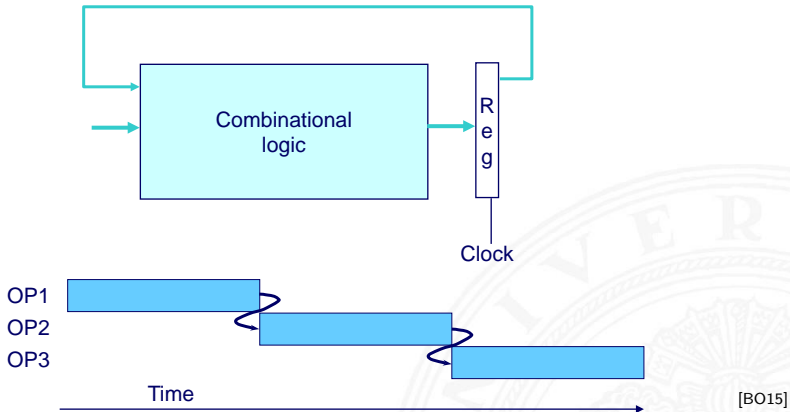 Combinational
logic
R
e
g
Clock
OP1
OP2
OP3
Time
[BO15]
I V E R